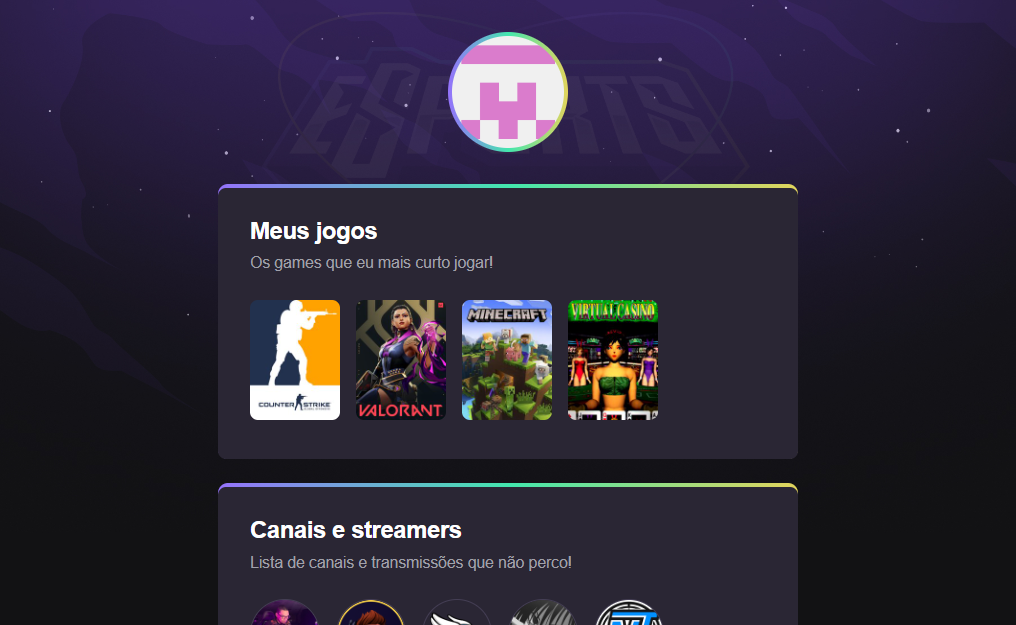 ESPORTS
Meus jogos
Os games que eu mais curto jogar!
COUNTER STRIKE
VALORANT
MINECRAFT
VIRTUAL CASINO
Canais e streamers
Lista de canais e transmissões que não perco!